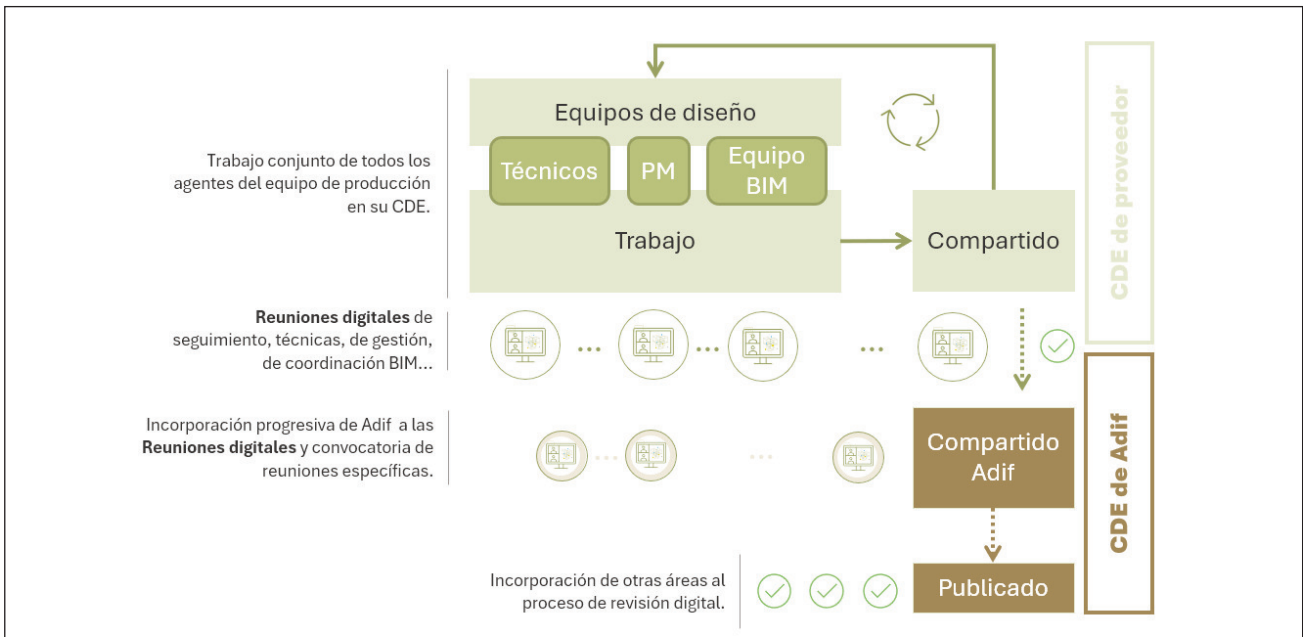 Equipos de diseño
Técnicos
PM
Equipo
BIM
Trabajo conjunto de todos los
agentes del equipo de producción
en su CDE.
Trabajo
Compartido
CDE de proveedor
Reuniones digitales de
seguimiento, técnicas, de gestión,
de coordinación BIM...
Incorporación progresiva de Adif a las
Reuniones digitales y convocatoria de
reuniones específicas.
Compartido
Adif
CDE de Adif
Incorporación de otras áreas al
proceso de revisión digital.
Publicado